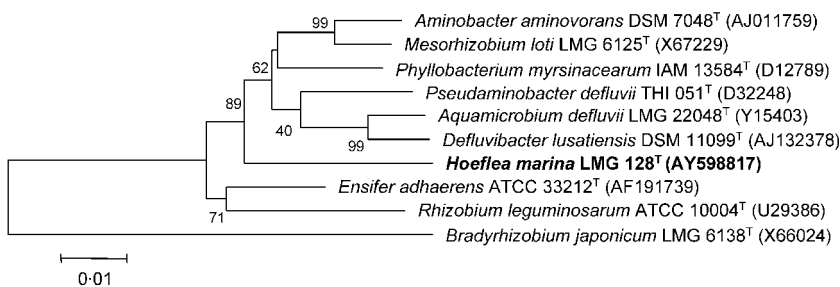 99
Aminobacter aminovorans DSM 7048ᵀ (AJ011759)
Mesorhizobium loti LMG 6125ᵀ (X67229)
62
Phyllobacterium myrsinacearum IAM 13584ᵀ (D12789)
Pseudaminobacter defluvii THI 051ᵀ (D32248)
89
Aquamicrobium defluvii LMG 22048ᵀ (Y15403)
40
99
Defluvibacter lusatiensis DSM 11099ᵀ (AJ132378)
Hoeflea marina LMG 128ᵀ (AY598817)
Ensifer adhaerens ATCC 33212ᵀ (AF191739)
71
Rhizobium leguminosarum ATCC 10004ᵀ (U29386)
Bradyrhizobium japonicum LMG 6138ᵀ (X66024)
0·01